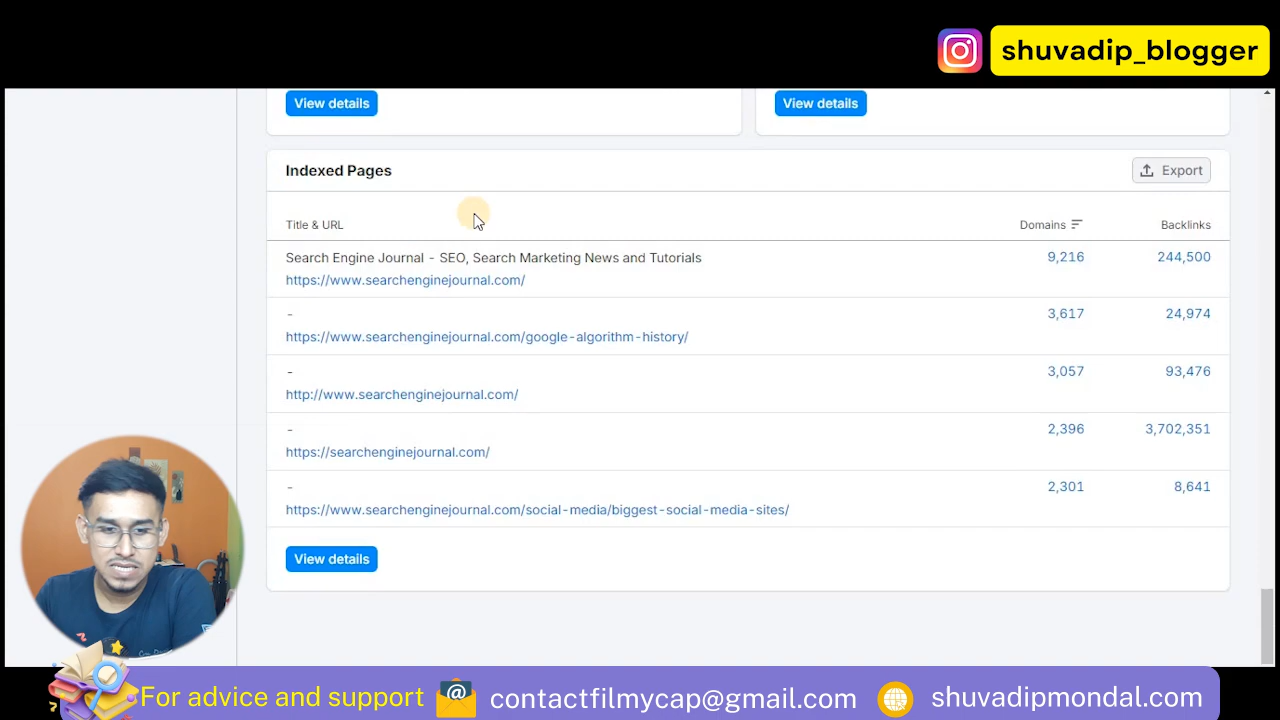 shuvadip_blogger
View details
View details
Indexed Pages
Export
Title & URL
Domains
Backlinks
Search Engine Journal - SEO, Search Marketing News and Tutorials
9,216
244,500
https://www.searchenginejournal.com/
-
3,617
24,974
https://www.searchenginejournal.com/google-algorithm-history/
-
3,057
93,476
http://www.searchenginejournal.com/
-
2,396
3,702,351
https://searchenginejournal.com/
-
2,301
8,641
https://www.searchenginejournal.com/social-media/biggest-social-media-sites/
View details
For advice and support
contactfilmycap@gmail.com
shuvadipmondal.com